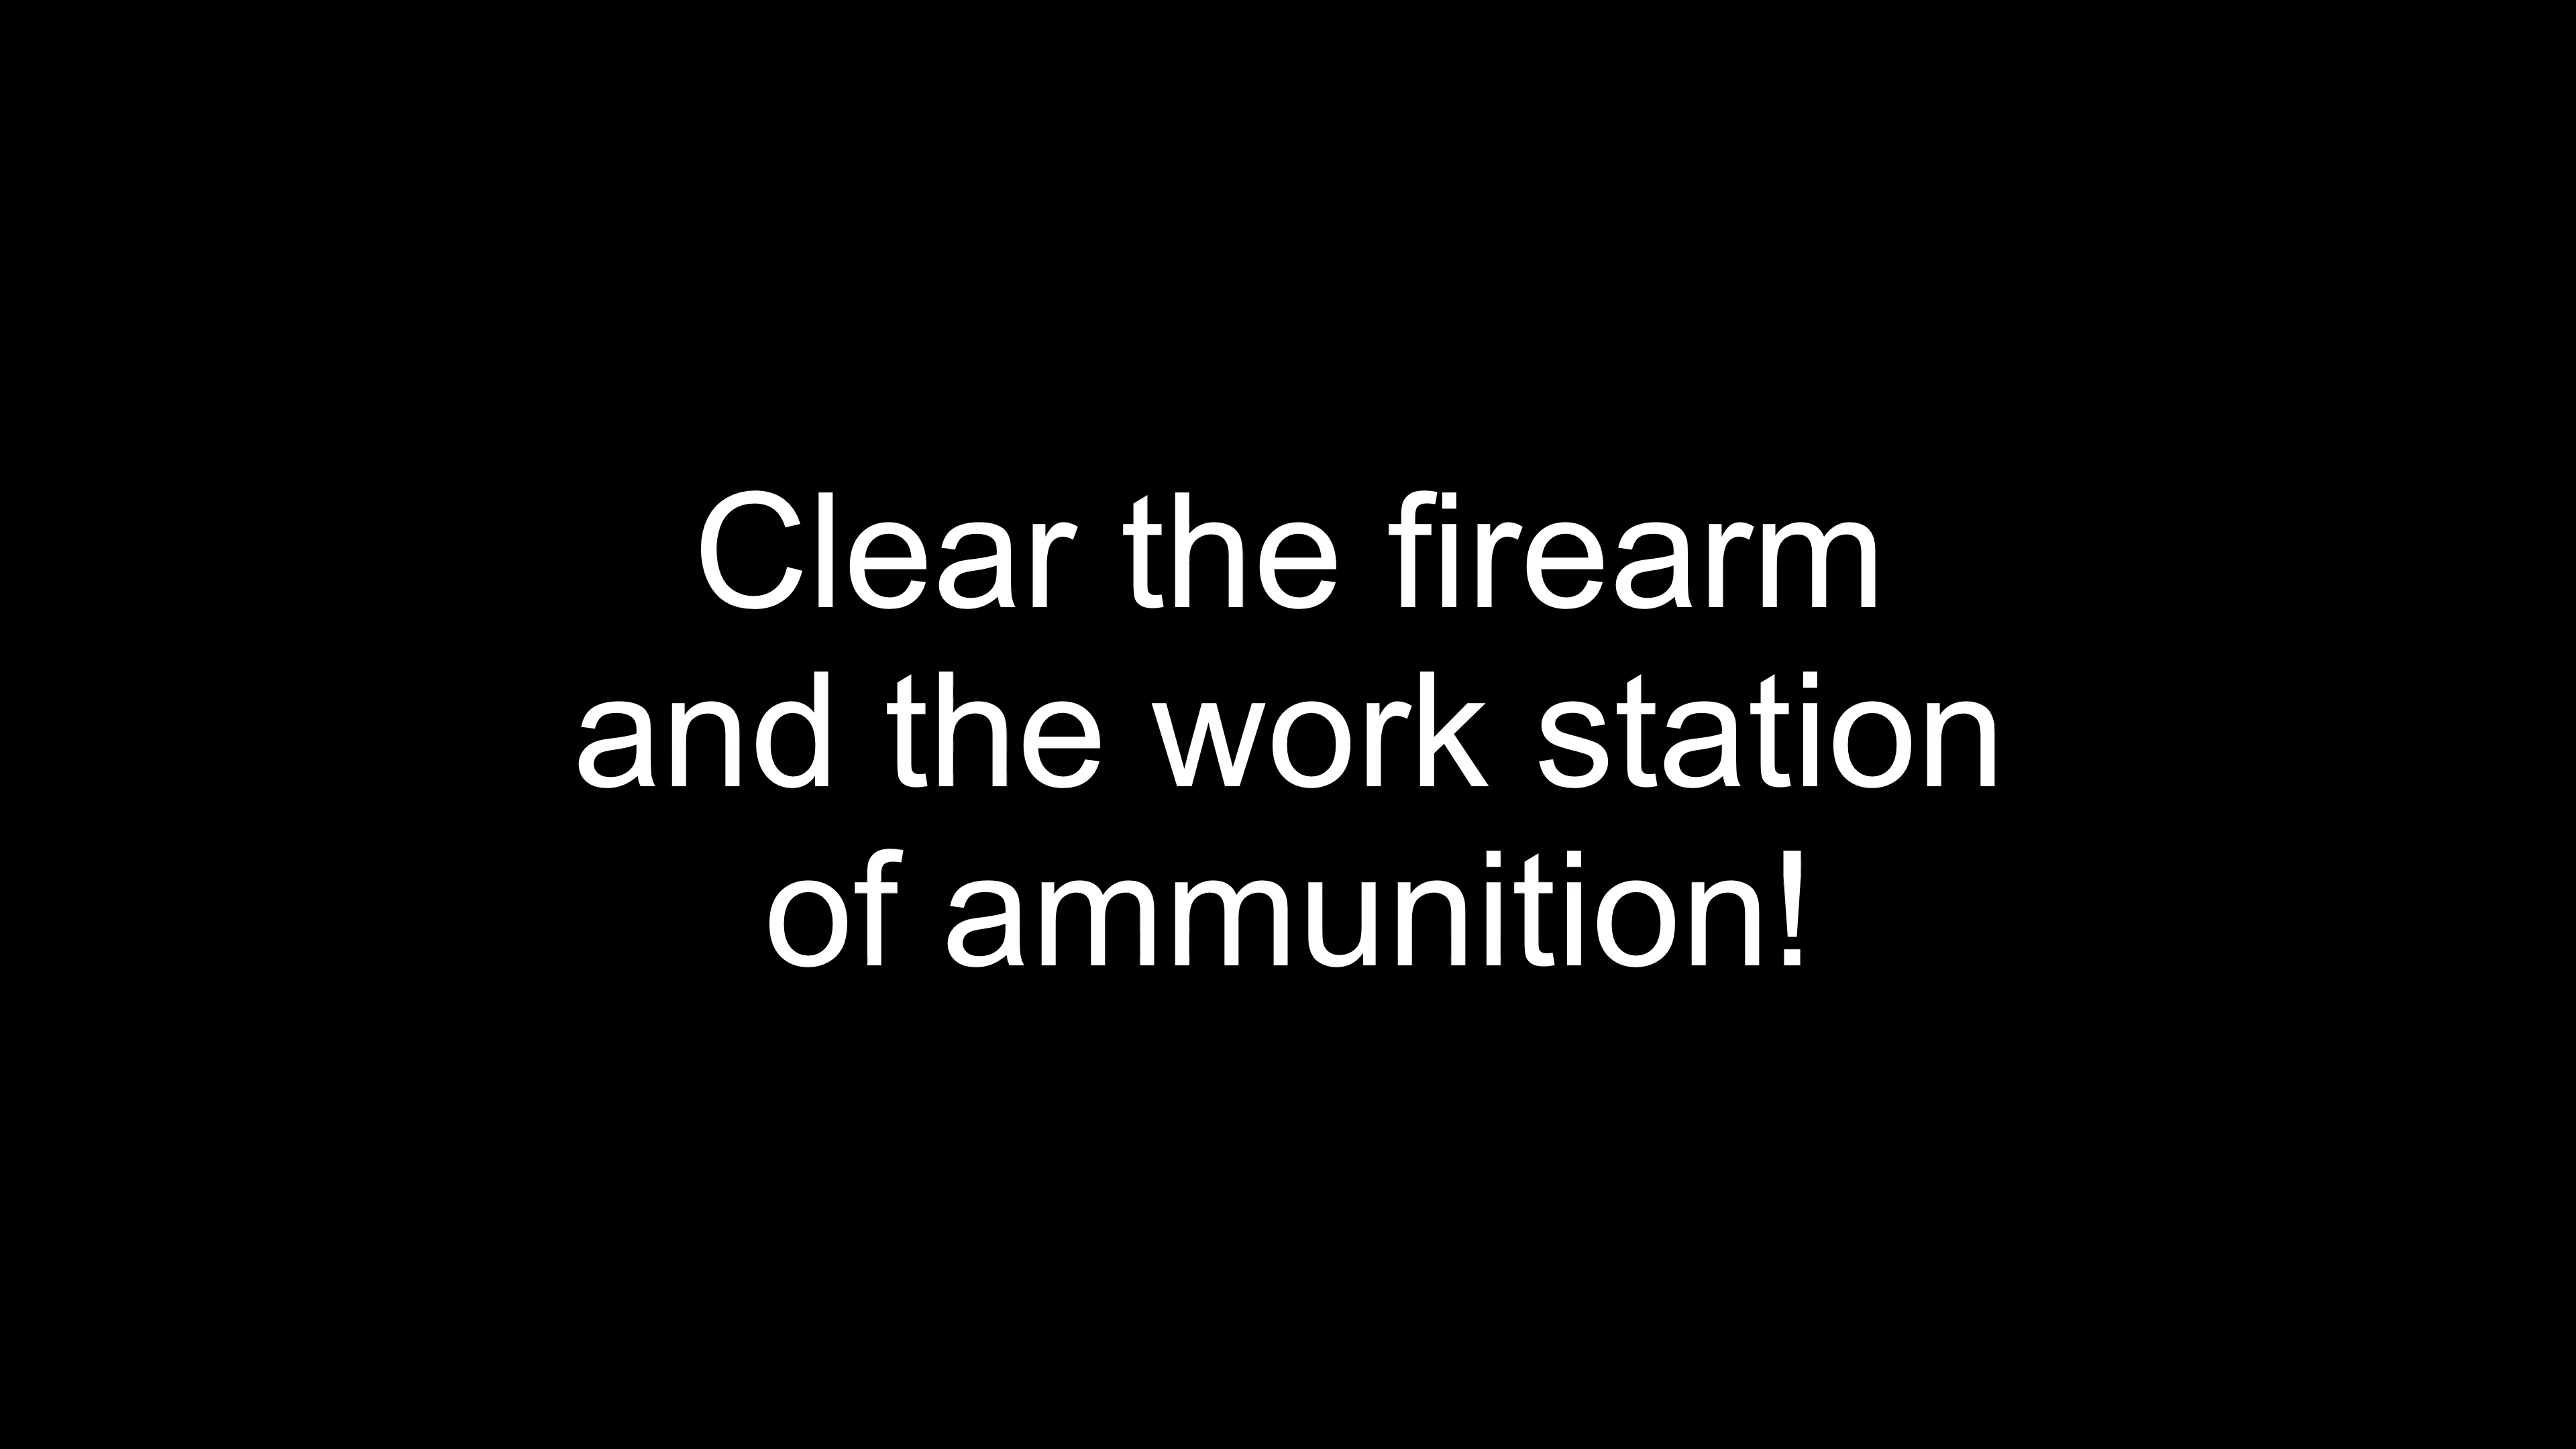 Clear the firearm
and the work station
of ammunition!